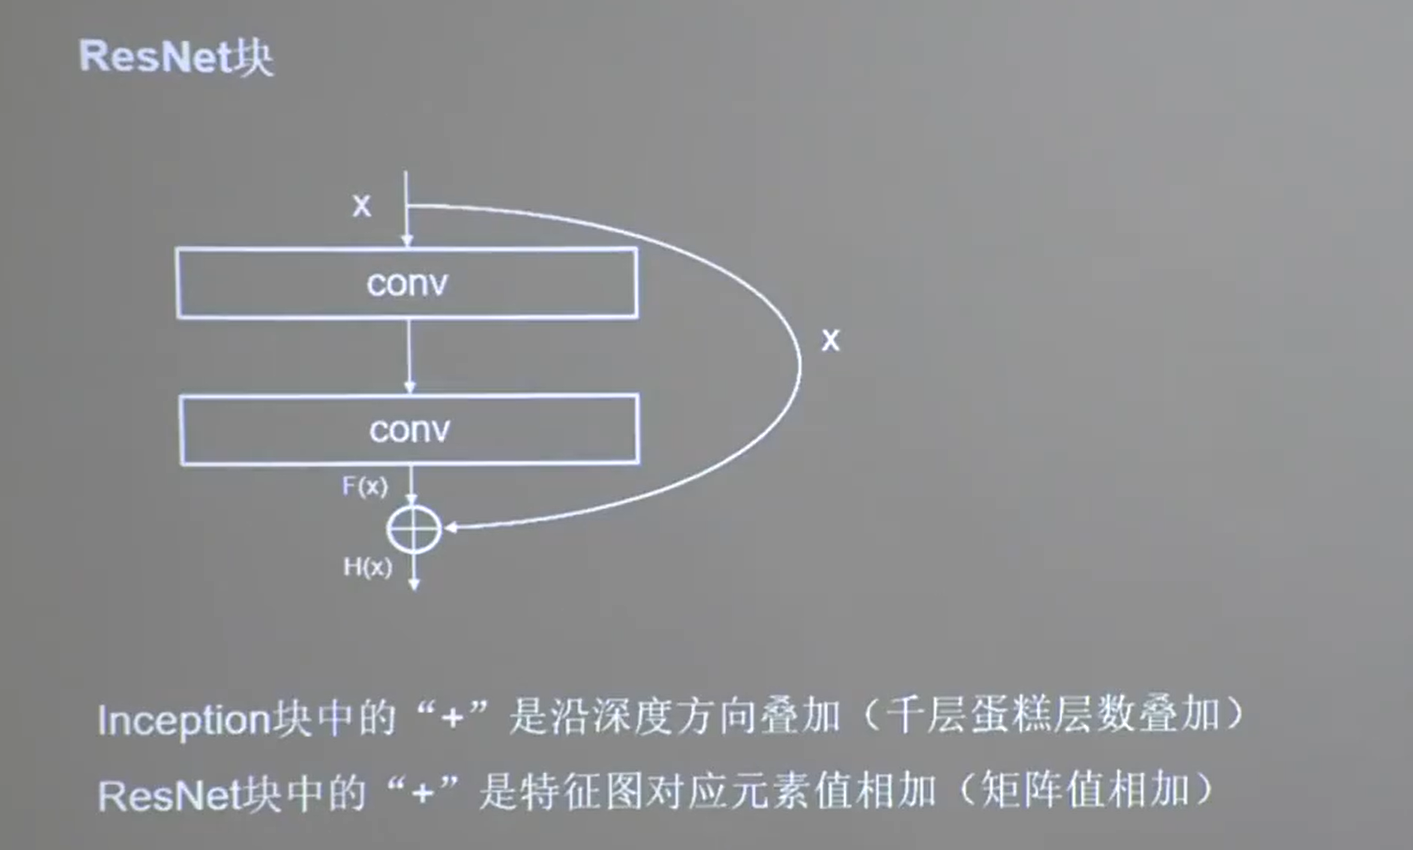 ResNet块
x
conv
x
conv
F(x)
H(x)
Inception块中的“+”是沿深度方向叠加（千层蛋糕层数叠加）
ResNet块中的“+”是特征图对应元素值相加（矩阵值相加）